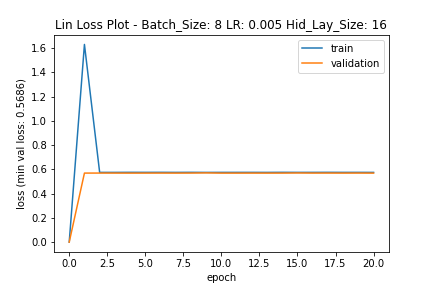 Lin Loss Plot - Batch_Size: 8 LR: 0.005 Hid_Lay_Size: 16
train
validation
1.6
1.4
1.2
1.0
0.8
0.6
0.4
0.2
0.0
loss (min val loss: 0.5686)
0.0 2.5 5.0 7.5 10.0 12.5 15.0 17.5 20.0
epoch